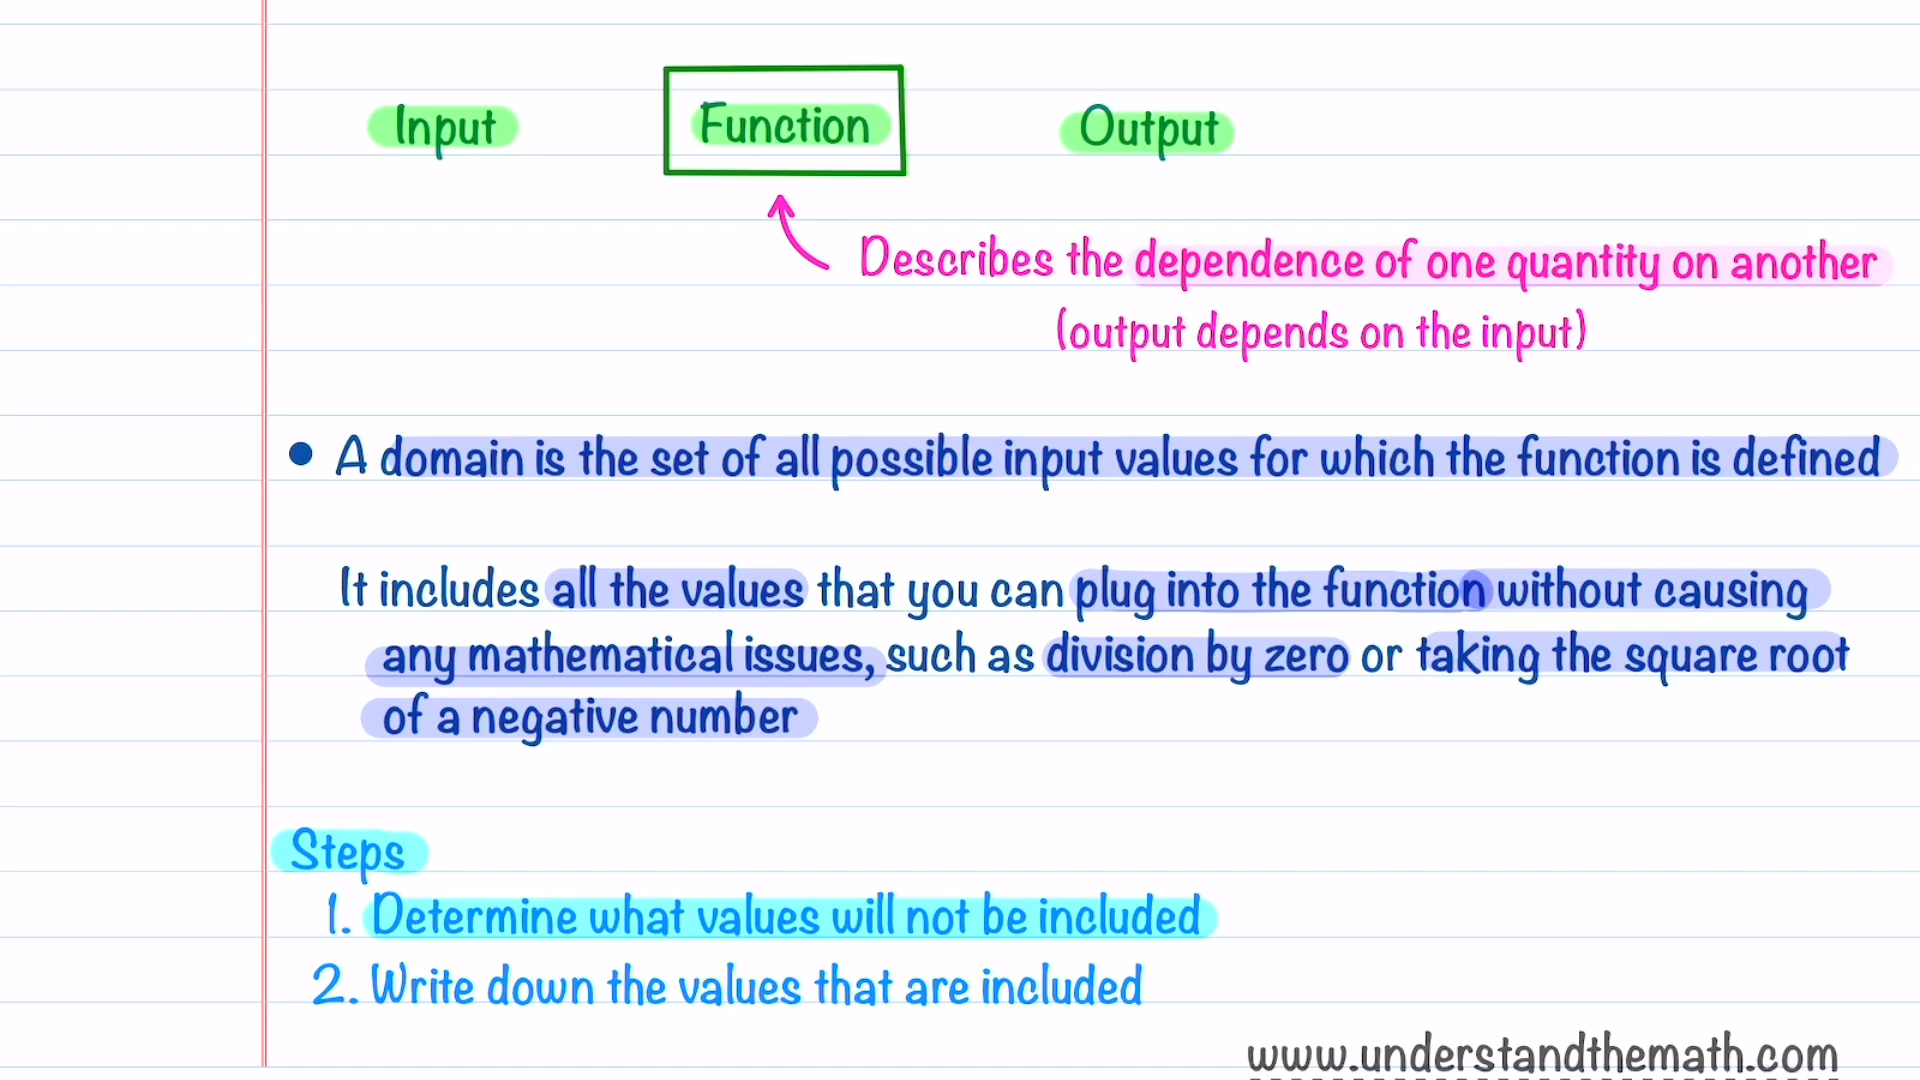 Input Function Output
Describes the dependence of one quantity on another
(output depends on the input)
• A domain is the set of all possible input values for which the function is defined
It includes all the values that you can plug into the function without causing
any mathematical issues, such as division by zero or taking the square root
of a negative number
Steps
1. Determine what values will not be included
2. Write down the values that are included
www.understandthemath.com